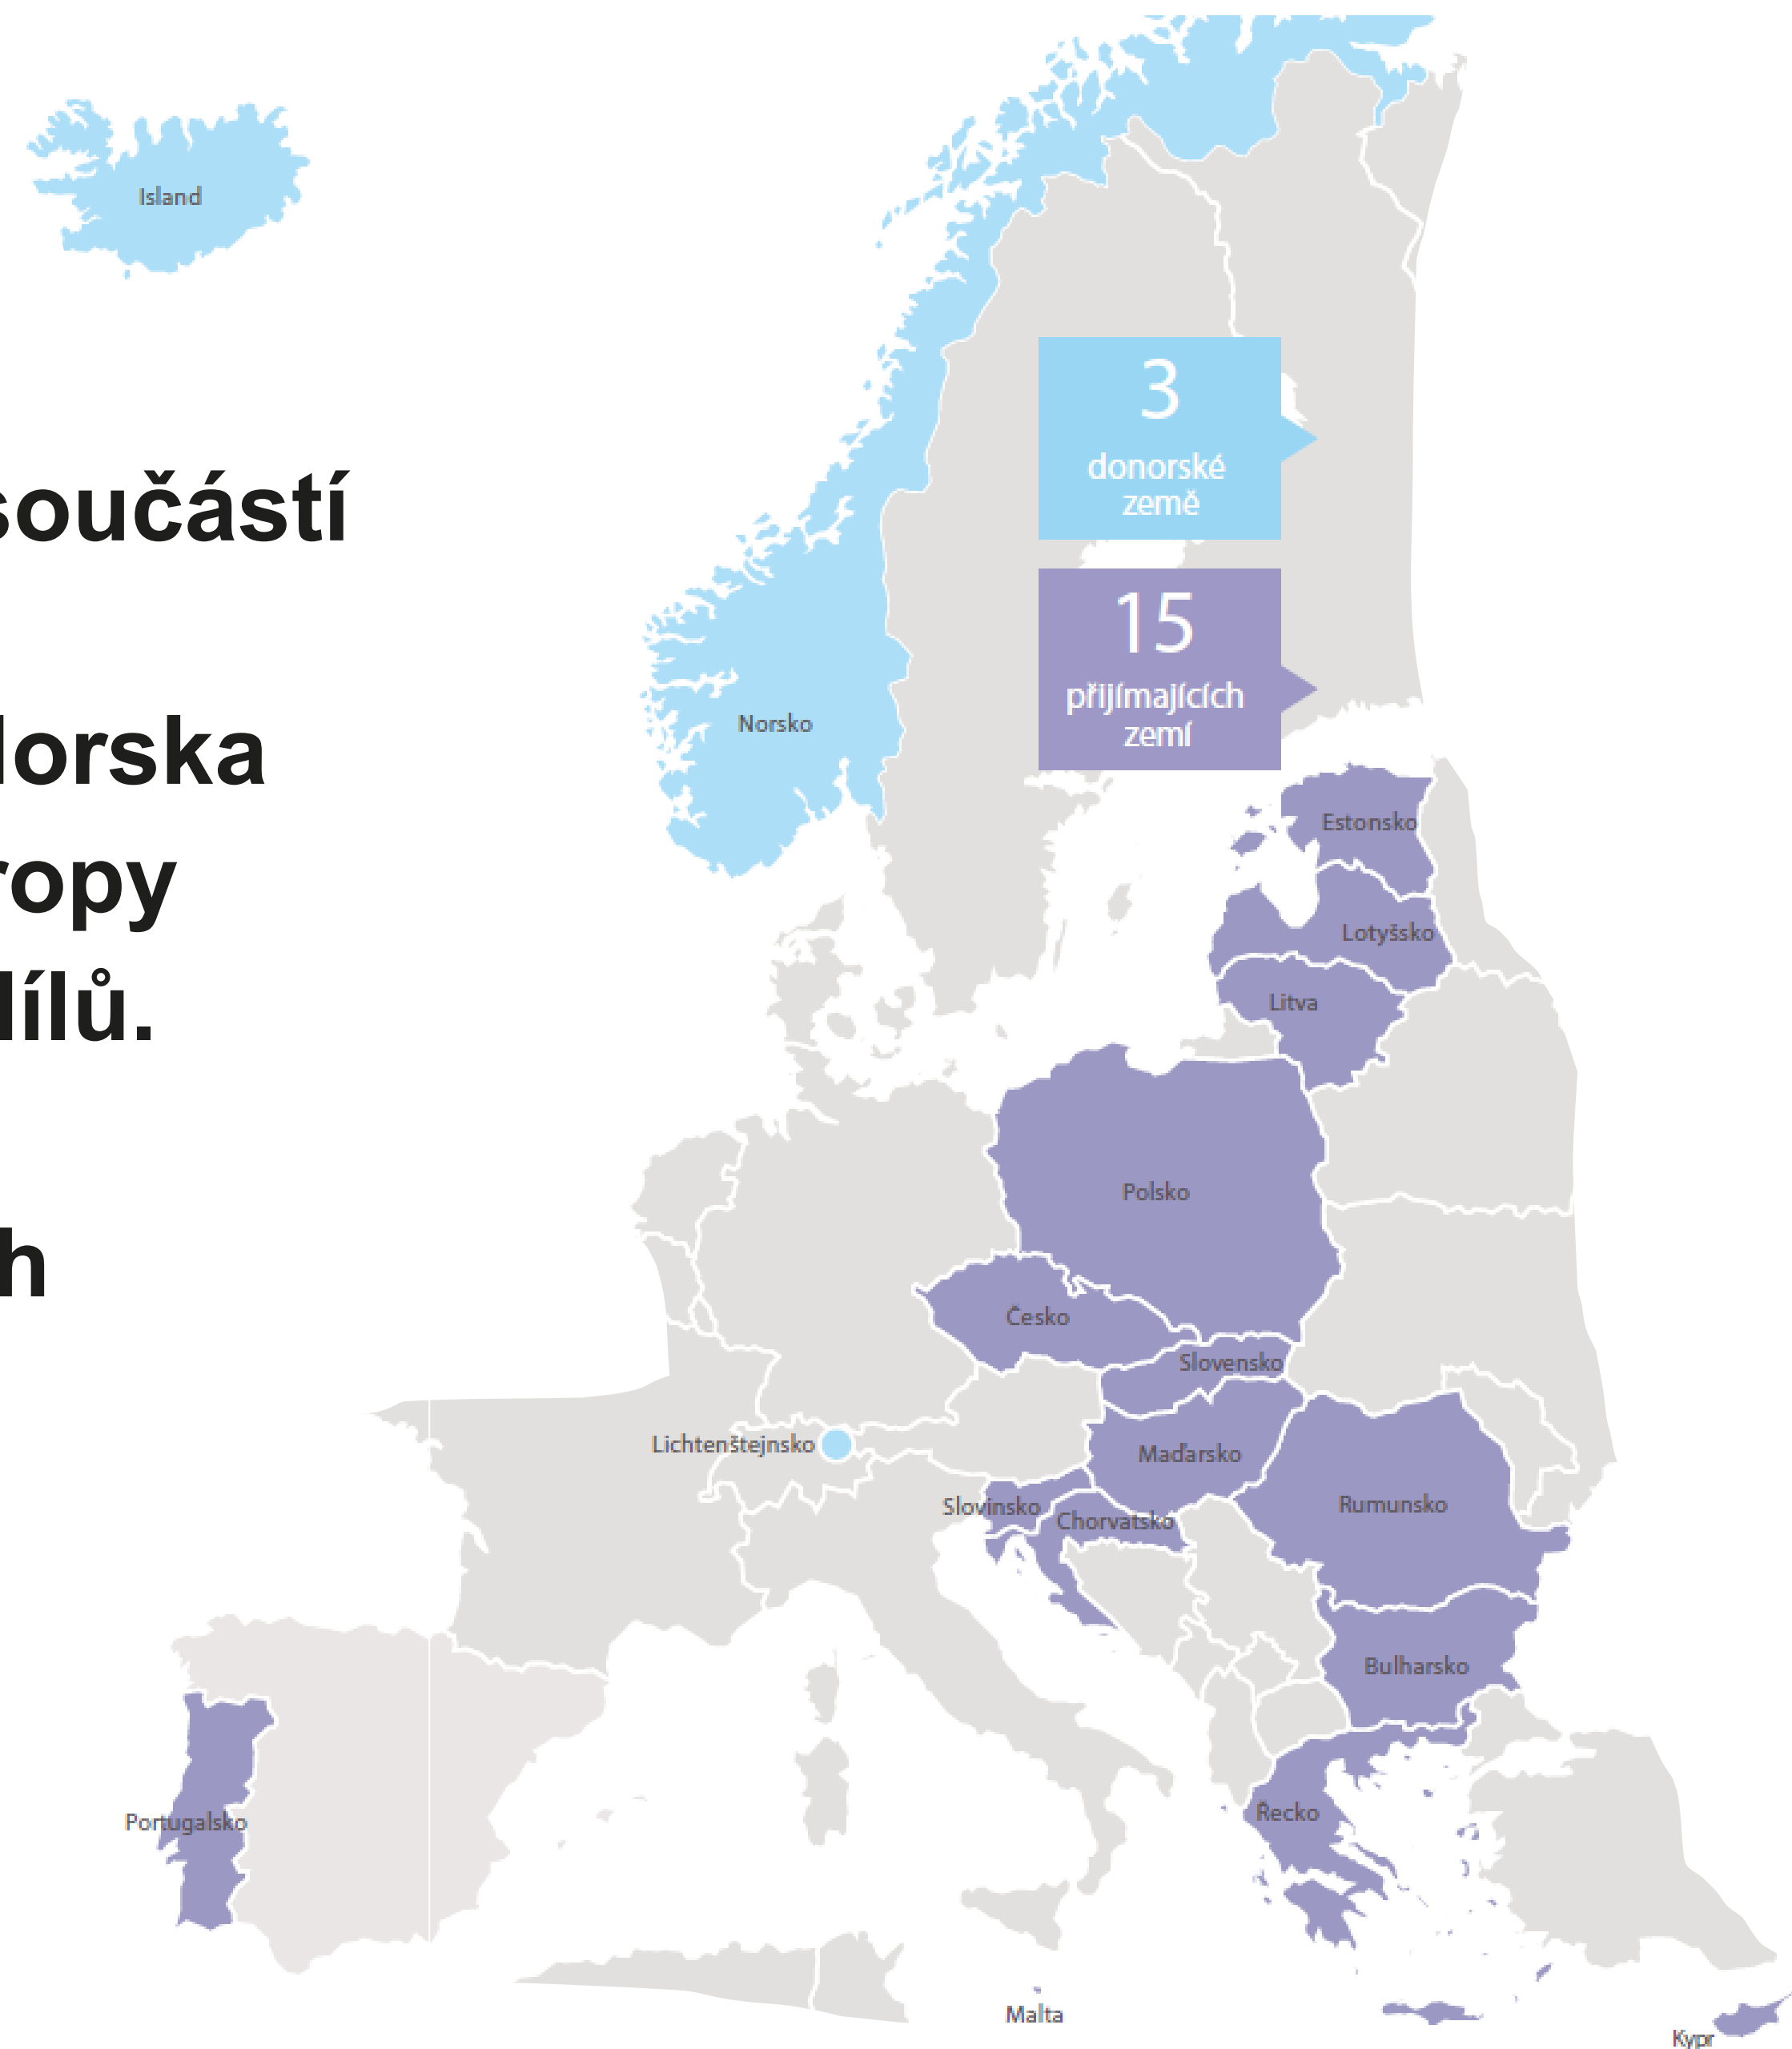 Island
součástí
Norsko
lorska
ropy
lílů.
h
3
donorské
země
15
přijímajících
zemí
Estonsko
Lotyšsko
Litva
Polsko
Česko
Slovensko
Lichtenštejnsko
Maďarsko
Slovinsko
Chorvatsko
Rumunsko
Bulharsko
Portugalsko
Řecko
Malta
Kypr